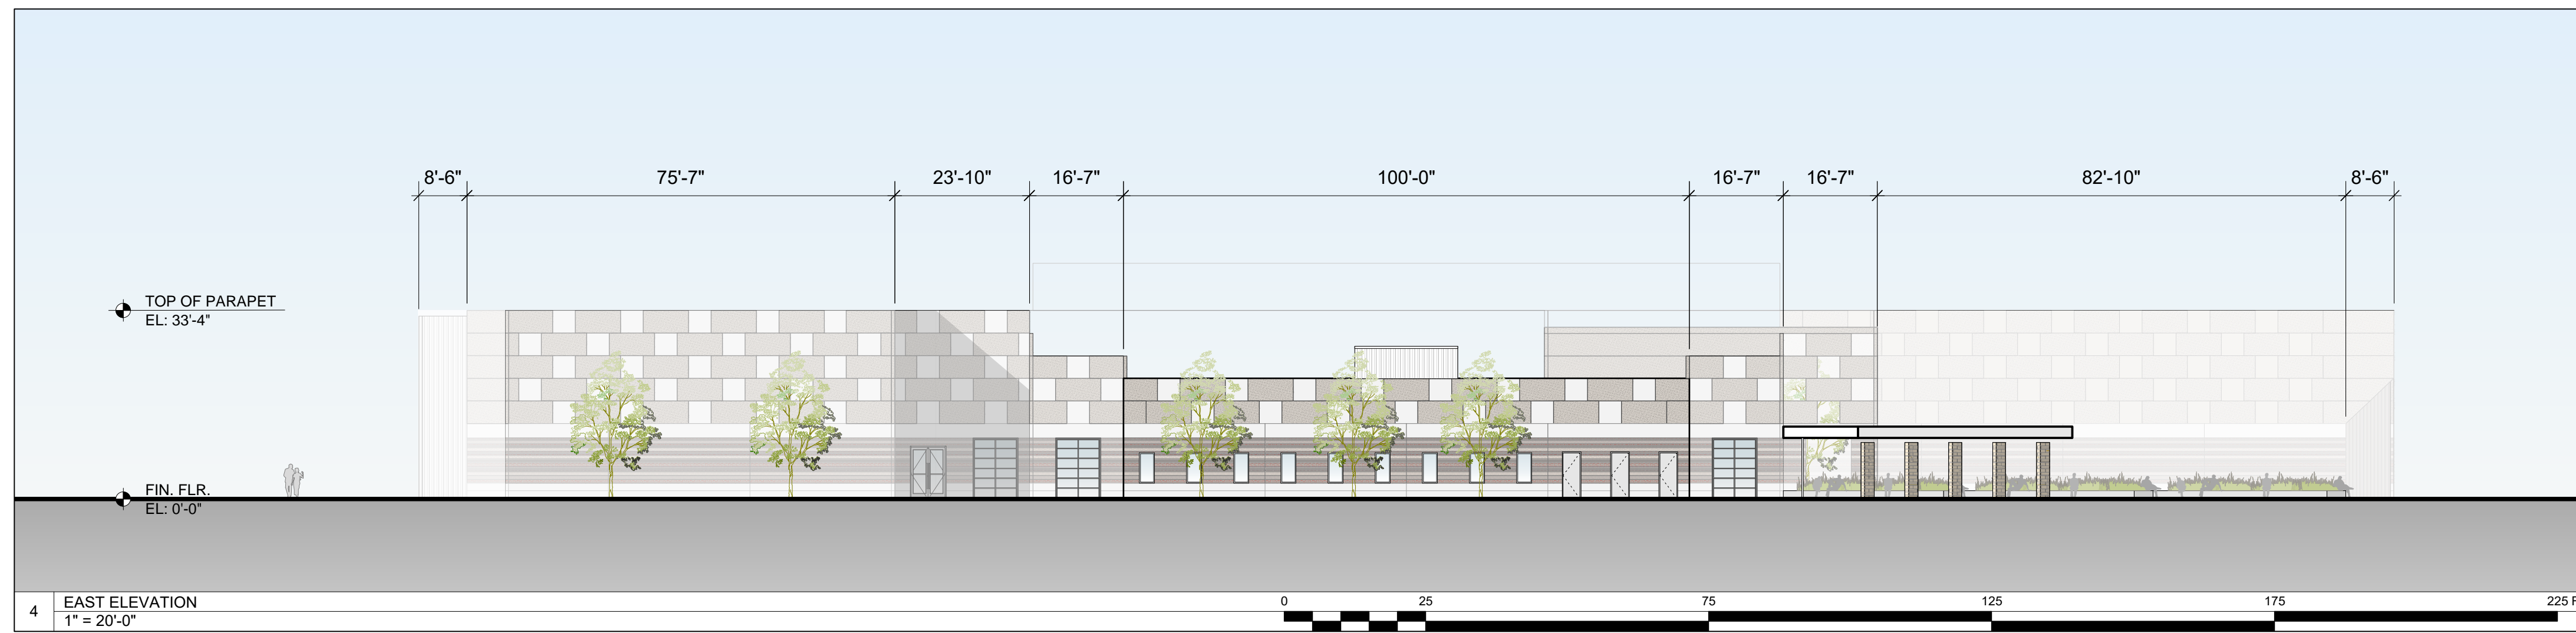 8'-6" 75'-7" 23'-10" 16'-7" 100'-0" 16'-7" 16'-7" 82'-10" 8'-6"
TOP OF PARAPET
EL: 33'-4"
FIN. FLR.
EL: 0'-0"
4 EAST ELEVATION
1" = 20'-0"
0 25 75 125 175 225 F